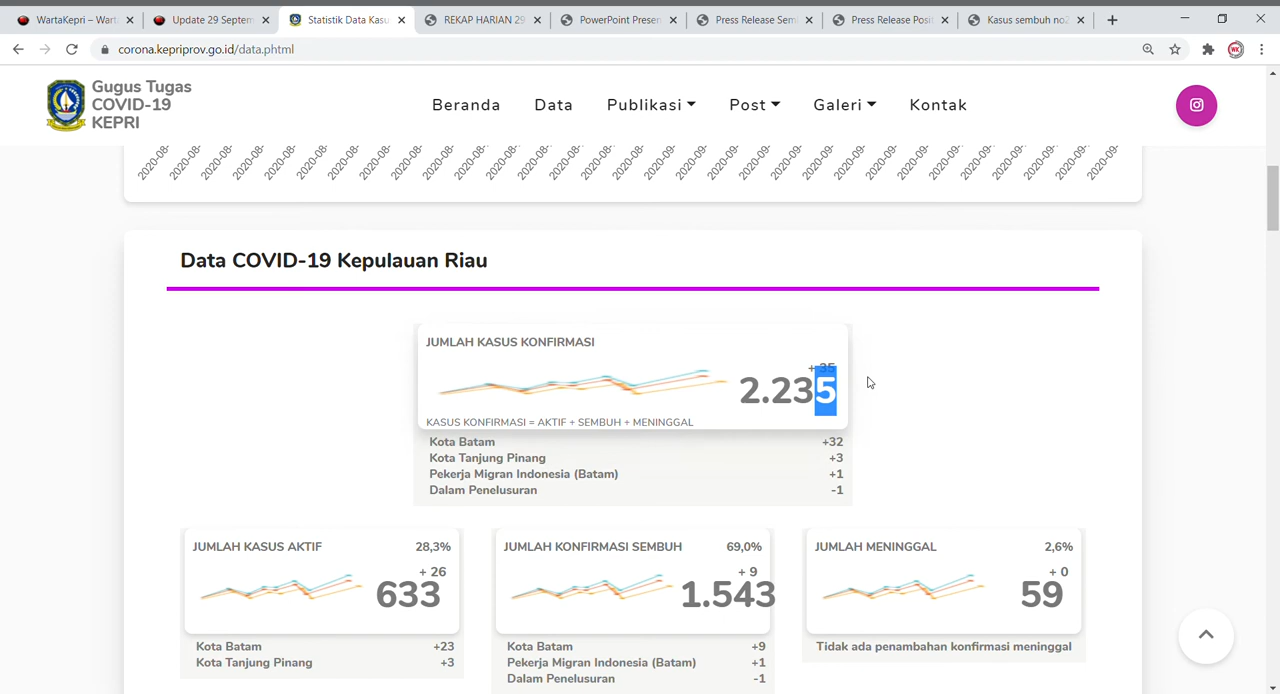 WartaKepri – Warta
Update 29 Septem
Statistik Data Kasu
REKAP HARIAN 29
PowerPoint Presen
Press Release Sem
Press Release Posi
Kasus sembuh no2
corona.kepriprov.go.id/data.phtml
WK
Gugus Tugas
COVID-19
KEPRI
Beranda Data Publikasi Post Galeri Kontak
Data COVID-19 Kepulauan Riau
JUMLAH KASUS KONFIRMASI
+ 35
2.235
KASUS KONFIRMASI = AKTIF + SEMBUH + MENINGGAL
Kota Batam +32
Kota Tanjung Pinang +3
Pekerja Migran Indonesia (Batam) +1
Dalam Penelusuran -1
JUMLAH KASUS AKTIF 28,3%
+ 26
633
Kota Batam +23
Kota Tanjung Pinang +3
JUMLAH KONFIRMASI SEMBUH 69,0%
+ 9
1.543
Kota Batam +9
Pekerja Migran Indonesia (Batam) +1
Dalam Penelusuran -1
JUMLAH MENINGGAL 2,6%
+ 0
59
Tidak ada penambahan konfirmasi meninggal